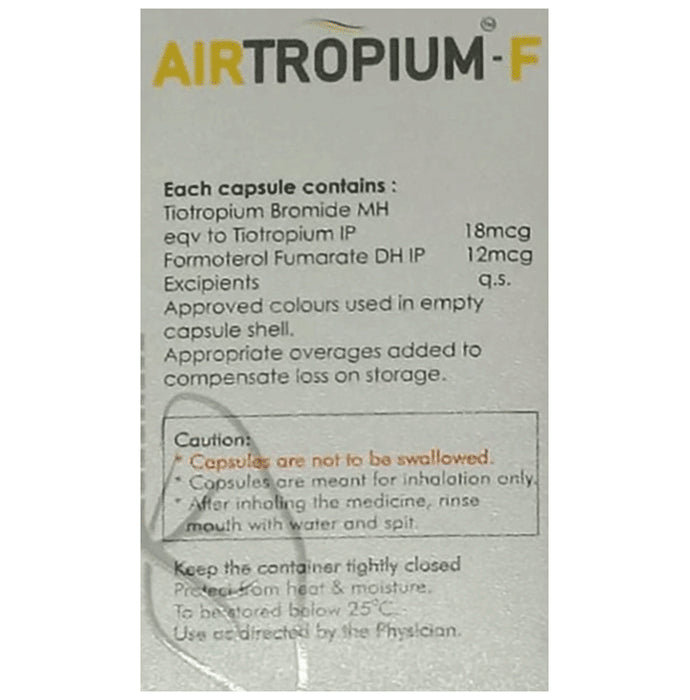 AIRTROPIUM-F
Each capsule contains :
Tiotropium Bromide MH
eqv to Tiotropium IP 18mcg
Formoterol Fumarate DH IP 12mcg
Excipients q.s.
Approved colours used in empty
capsule shell.
Appropriate overages added to
compensate loss on storage.
Caution:
* Capsules are not to be swallowed.
* Capsules are meant for inhalation only.
* After inhaling the medicine, rinse
mouth with water and spit.
Keep the container tightly closed
Protect from heat & moisture.
To be stored below 25°C.
Use as directed by the Physician.